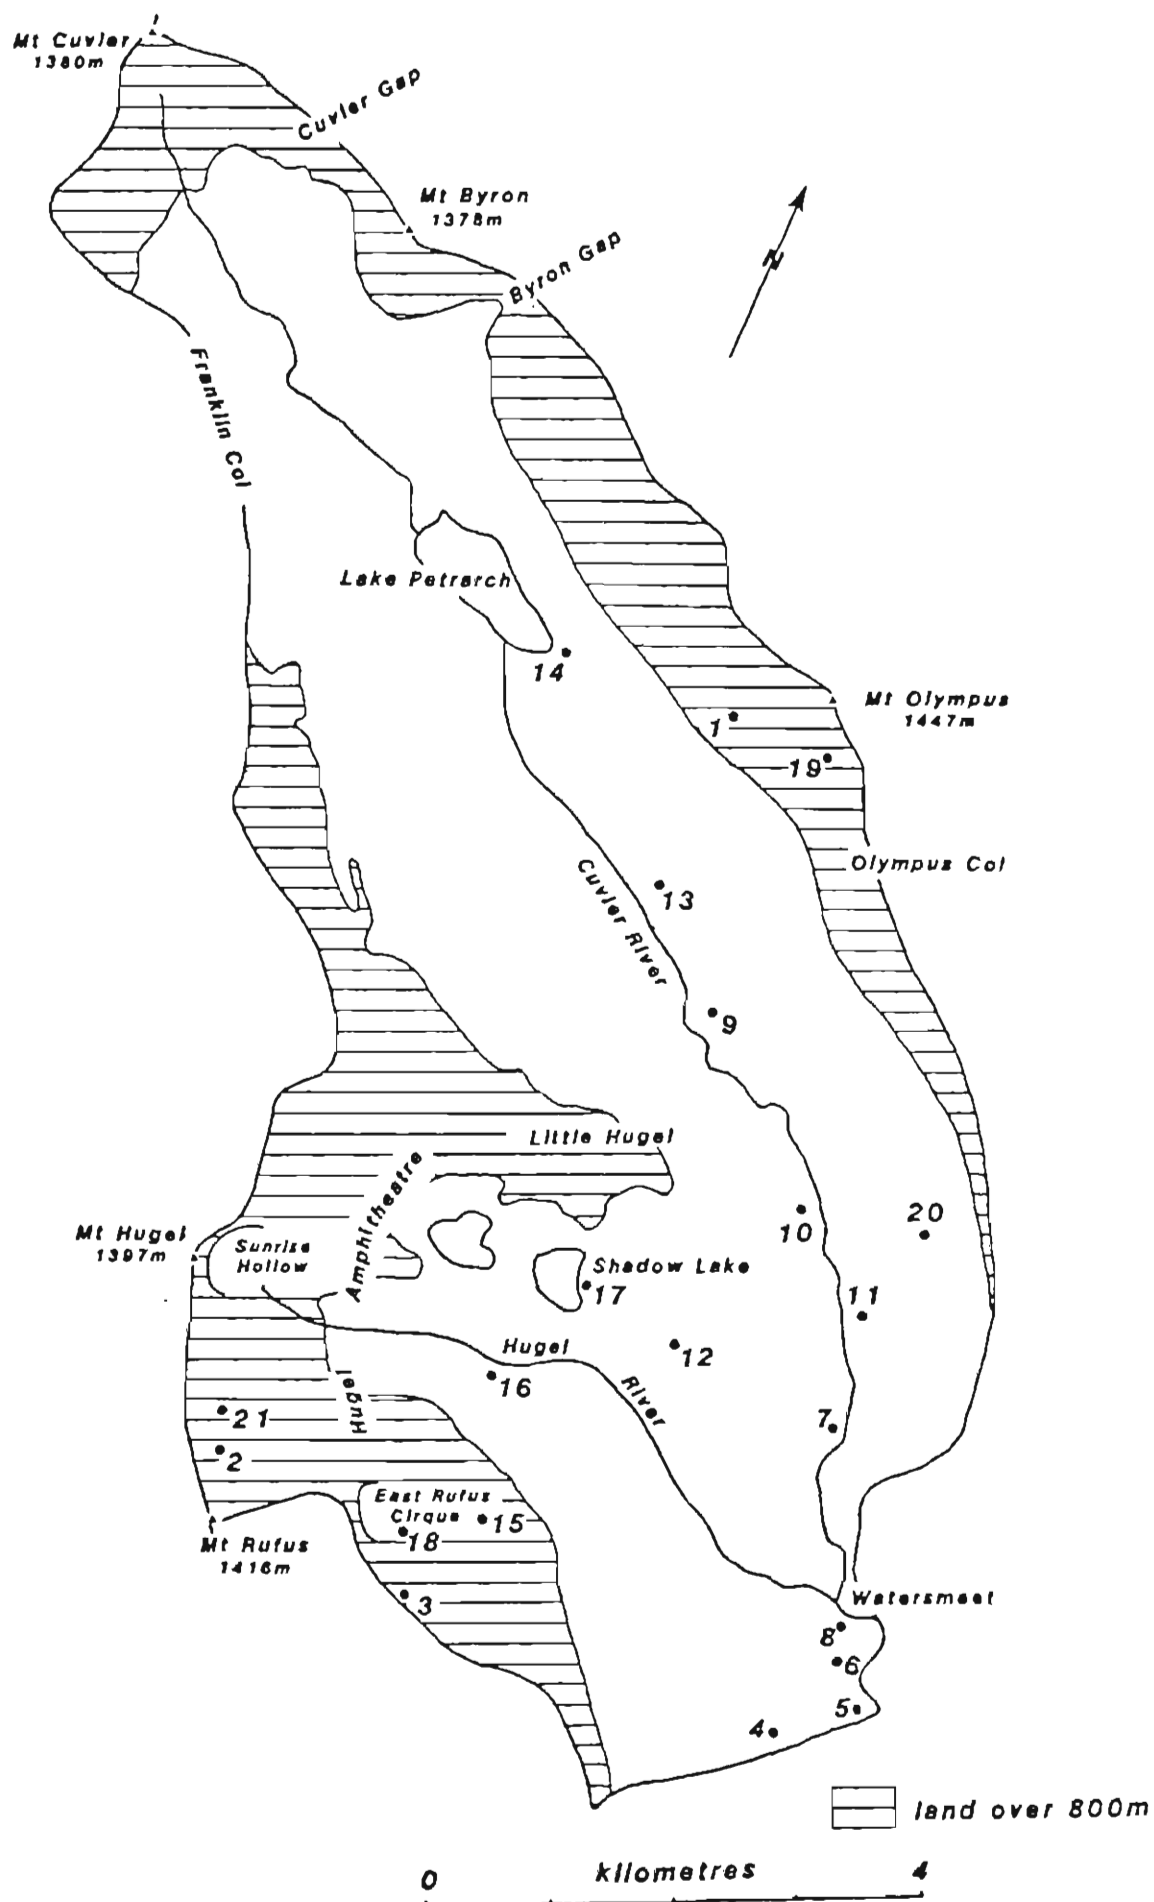 Mt Cuvier
1380m
Cuvier Gap
Mt Byron
1378m
Byron Gap
N
Franklin Col
Lake Petrarch
14
1
Mt Olympus
1447m
19
Olympus Col
13
Cuvier River
9
Little Hugel
Amphitheatre
10
20
Mt Hugel
1397m
Sunrise
Hollow
Shadow Lake
17
11
Hugel
River
12
16
Hugel
21
7
2
East Rufus
Cirque
15
18
Mt Rufus
1416m
3
Watersmeet
8
6
5
4
land over 800m
0 kilometres 4